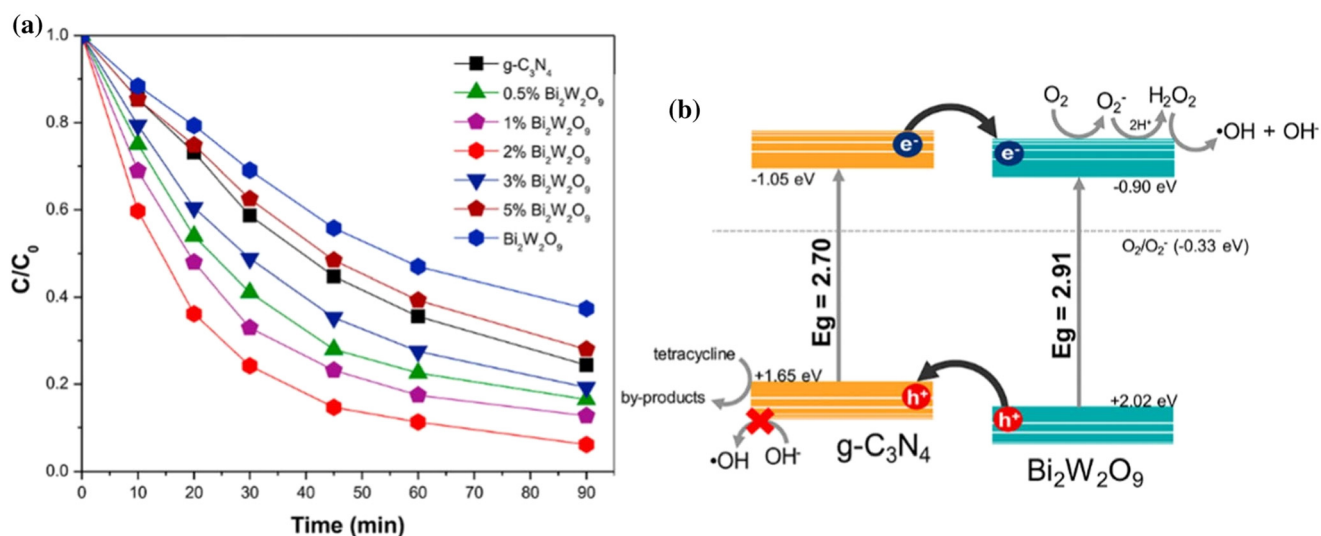 (a)
1.0
0.8
0.6
0.4
0.2
0.0
C/C₀
0
10
20
30
40
50
60
70
80
90
Time (min)
g-C₃N₄
0.5% Bi₂W₂O₉
1% Bi₂W₂O₉
2% Bi₂W₂O₉
3% Bi₂W₂O₉
5% Bi₂W₂O₉
Bi₂W₂O₉
(b)
O₂
O₂⁻
H₂O₂
2H⁺
•OH + OH⁻
e⁻
e⁻
-1.05 eV
-0.90 eV
O₂/O₂⁻ (-0.33 eV)
Eg = 2.70
Eg = 2.91
tetracycline
by-products
+1.65 eV
+2.02 eV
h⁺
h⁺
•OH
OH⁻
g-C₃N₄
Bi₂W₂O₉